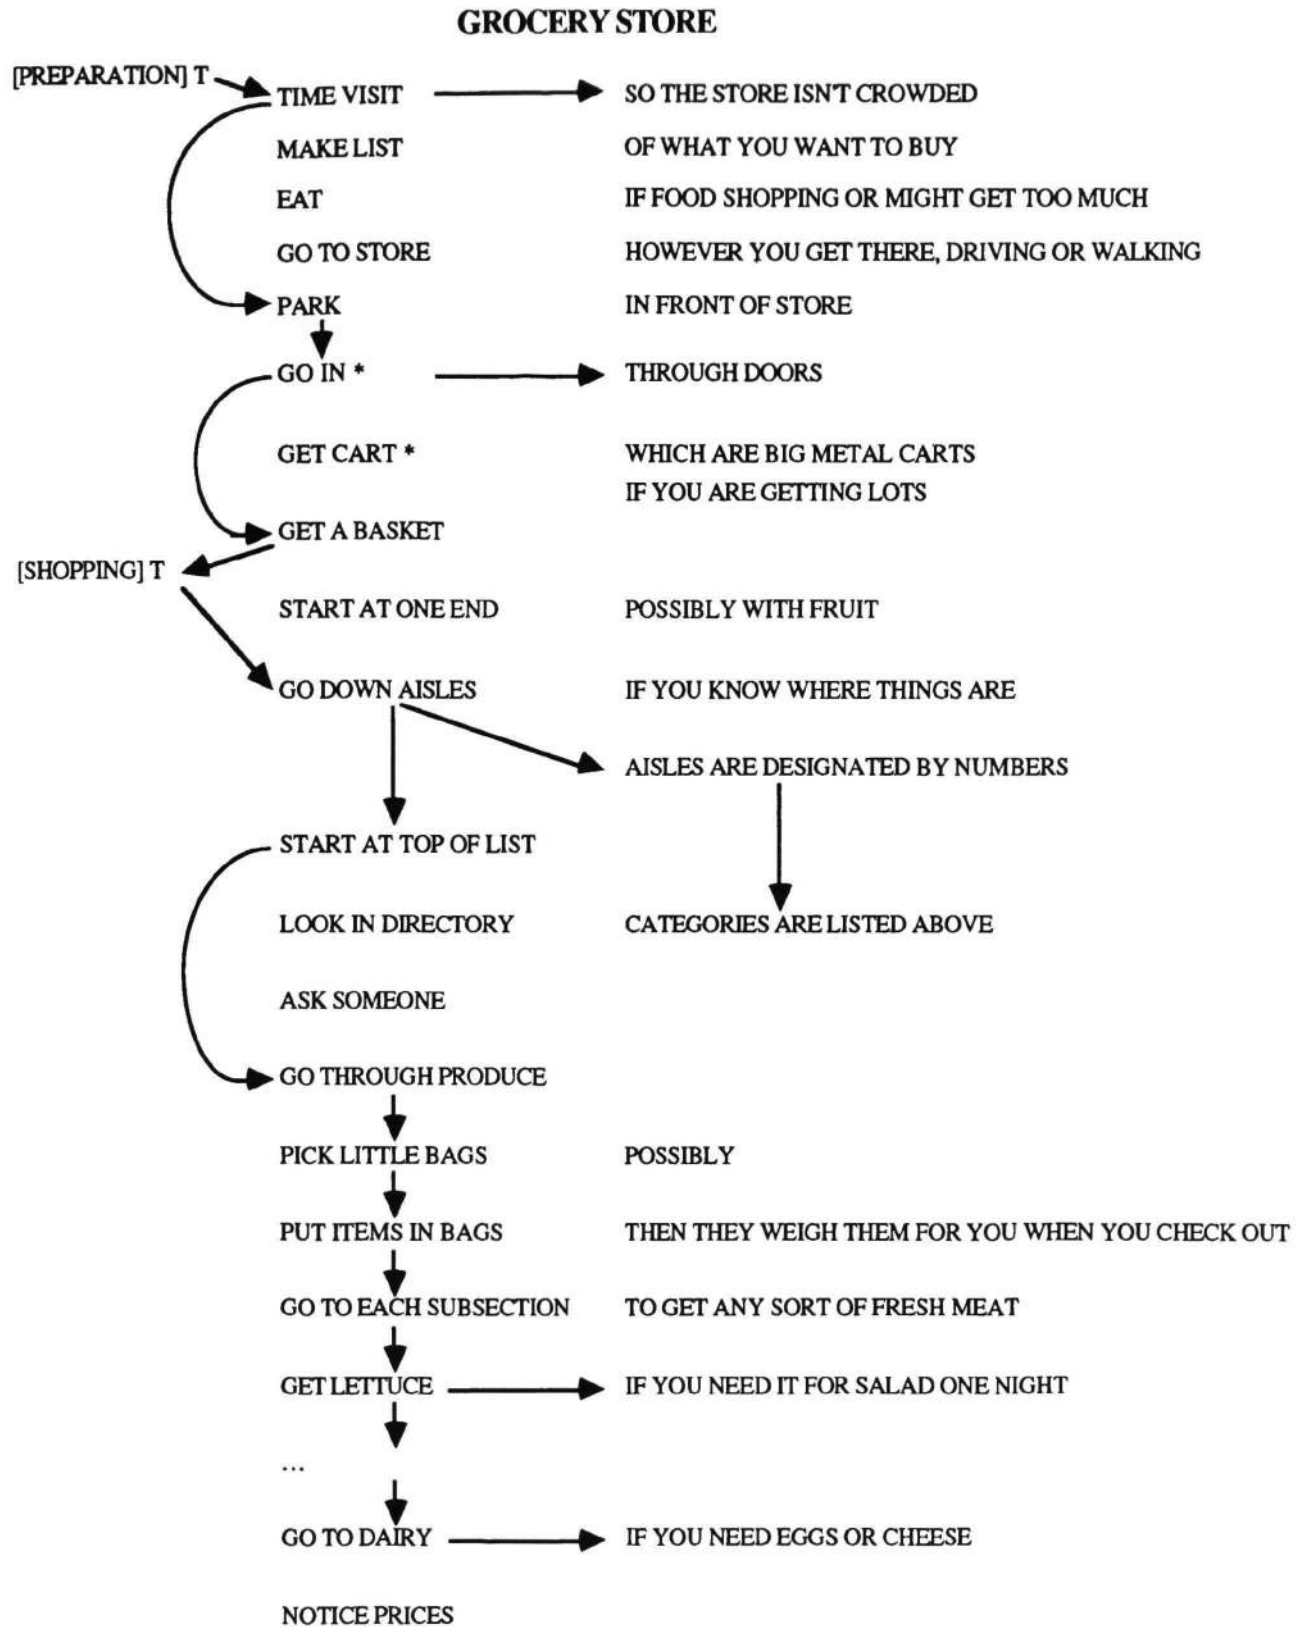 GROCERY STORE
[PREPARATION] T
TIME VISIT SO THE STORE ISN'T CROWDED
MAKE LIST OF WHAT YOU WANT TO BUY
EAT IF FOOD SHOPPING OR MIGHT GET TOO MUCH
GO TO STORE HOWEVER YOU GET THERE, DRIVING OR WALKING
PARK IN FRONT OF STORE
GO IN * THROUGH DOORS
GET CART * WHICH ARE BIG METAL CARTS
IF YOU ARE GETTING LOTS
GET A BASKET
[SHOPPING] T
START AT ONE END POSSIBLY WITH FRUIT
GO DOWN AISLES IF YOU KNOW WHERE THINGS ARE
AISLES ARE DESIGNATED BY NUMBERS
START AT TOP OF LIST
LOOK IN DIRECTORY CATEGORIES ARE LISTED ABOVE
ASK SOMEONE
GO THROUGH PRODUCE
PICK LITTLE BAGS POSSIBLY
PUT ITEMS IN BAGS THEN THEY WEIGH THEM FOR YOU WHEN YOU CHECK OUT
GO TO EACH SUBSECTION TO GET ANY SORT OF FRESH MEAT
GET LETTUCE IF YOU NEED IT FOR SALAD ONE NIGHT
...
GO TO DAIRY IF YOU NEED EGGS OR CHEESE
NOTICE PRICES